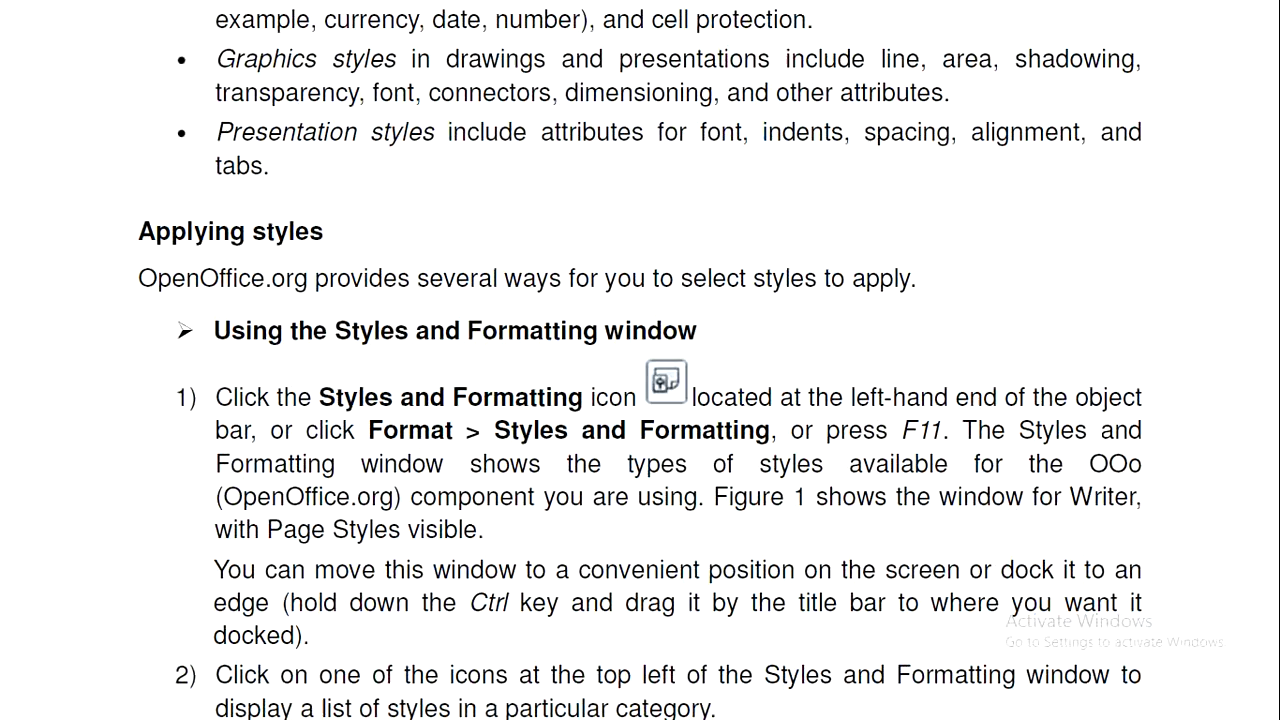 example, currency, date, number), and cell protection.
• Graphics styles in drawings and presentations include line, area, shadowing,
transparency, font, connectors, dimensioning, and other attributes.
• Presentation styles include attributes for font, indents, spacing, alignment, and
tabs.
Applying styles
OpenOffice.org provides several ways for you to select styles to apply.
➢ Using the Styles and Formatting window
1) Click the Styles and Formatting icon located at the left-hand end of the object
bar, or click Format > Styles and Formatting, or press F11. The Styles and
Formatting window shows the types of styles available for the OOo
(OpenOffice.org) component you are using. Figure 1 shows the window for Writer,
with Page Styles visible.
You can move this window to a convenient position on the screen or dock it to an
edge (hold down the Ctrl key and drag it by the title bar to where you want it
docked).
Activate Windows
Go to Settings to activate Windows
2) Click on one of the icons at the top left of the Styles and Formatting window to
display a list of styles in a particular category.